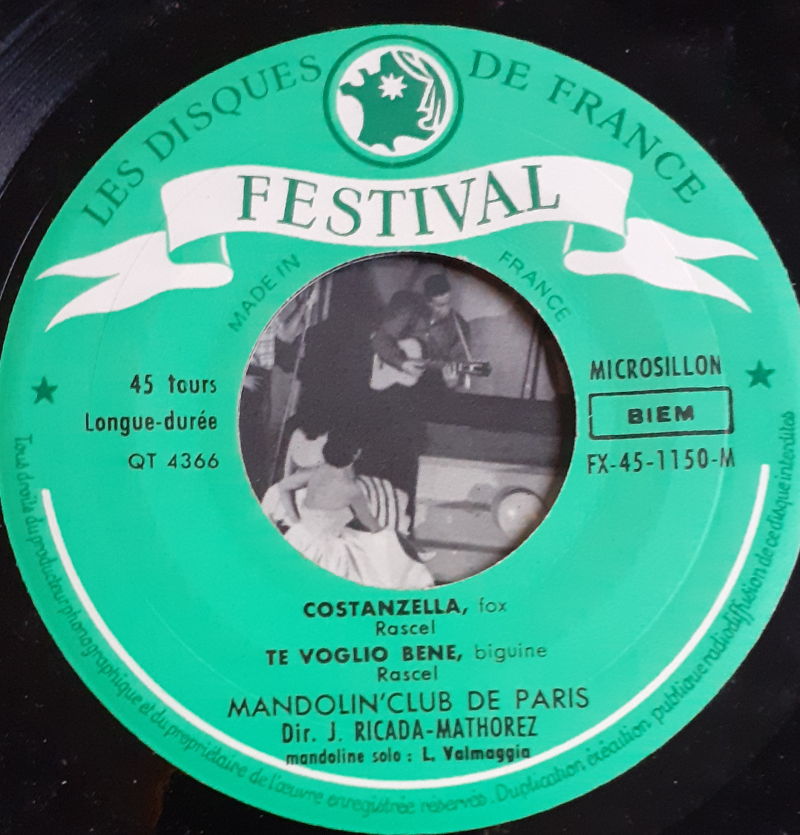 LES DISQUES DE FRANCE
FESTIVAL
MADE IN FRANCE
45 tours
Longue-durée
QT 4366
MICROSILLON
BIEM
FX-45-1150-M
COSTANZELLA, fox
Rascel
TE VOGLIO BENE, biguine
Rascel
MANDOLIN'CLUB DE PARIS
Dir. J. RICADA-MATHOREZ
mandoline solo : L. Valmaggia
Tous droits du producteur phonographique et du propriétaire de l'œuvre enregistrée réservés. Duplication exécution publique radiodiffusion de ce disque interdites